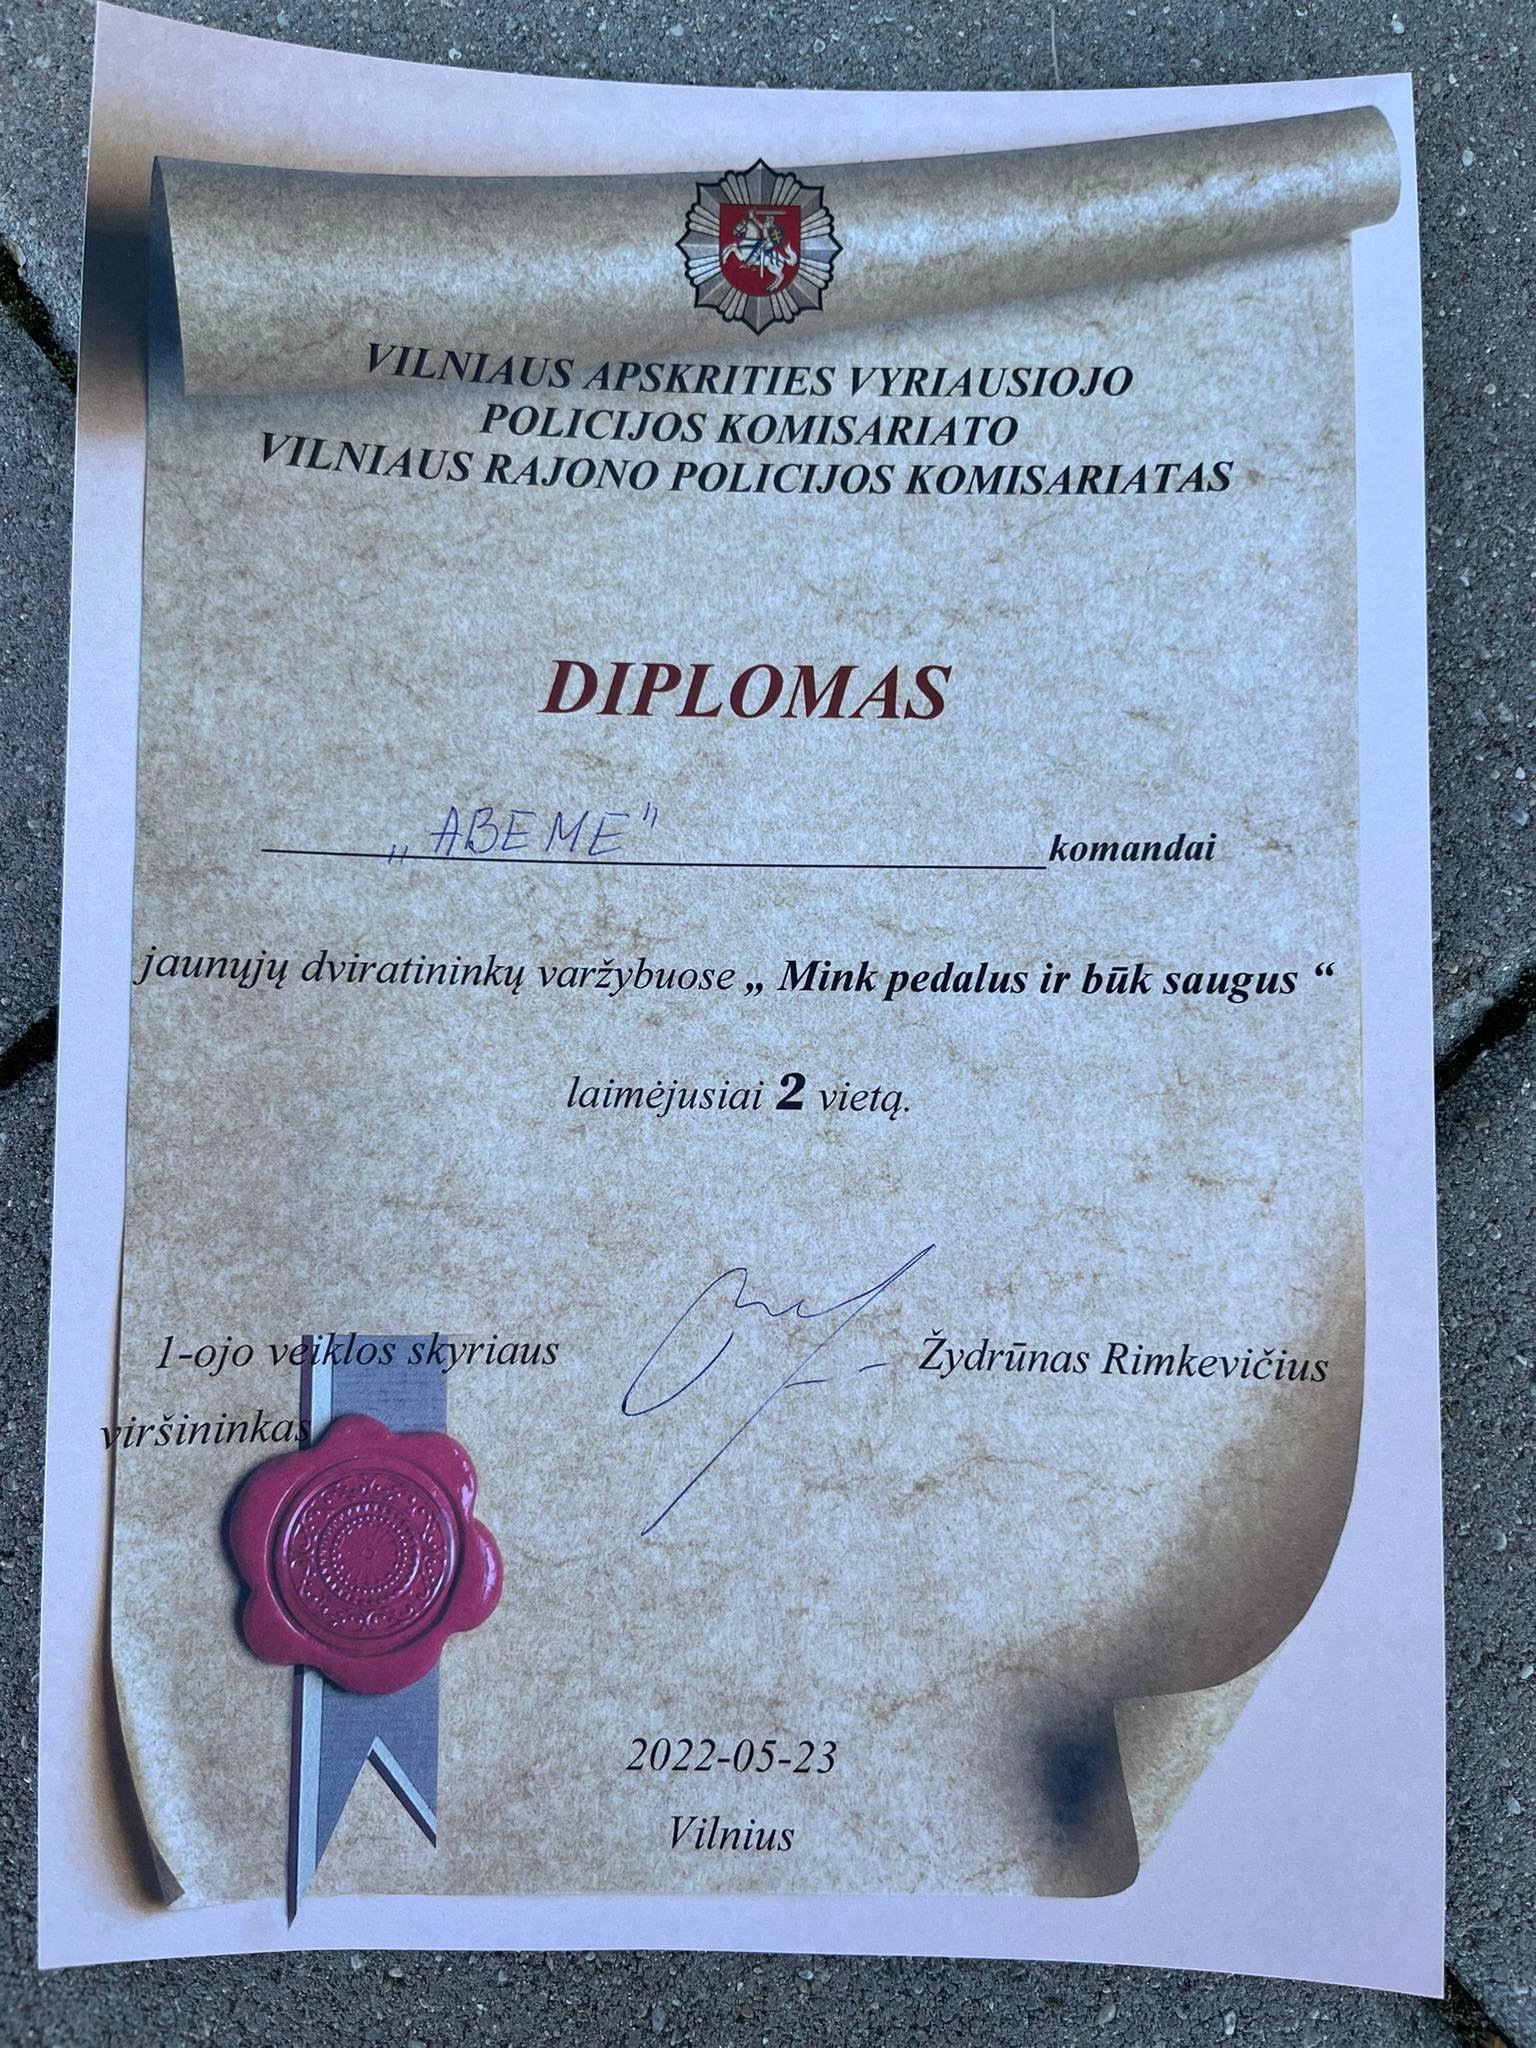 VILNIAUS APSKRITIES VYRIAUSIOJO
POLICIJOS KOMISARIATO
VILNIAUS RAJONO POLICIJOS KOMISARIATAS
DIPLOMAS
„ABEME" komandai
jaunųjų dviratininkų varžybuose „ Mink pedalus ir būk saugus “
laimėjusiai 2 vietą.
1-ojo veiklos skyriaus Žydrūnas Rimkevičius
viršininkas
2022-05-23
Vilnius